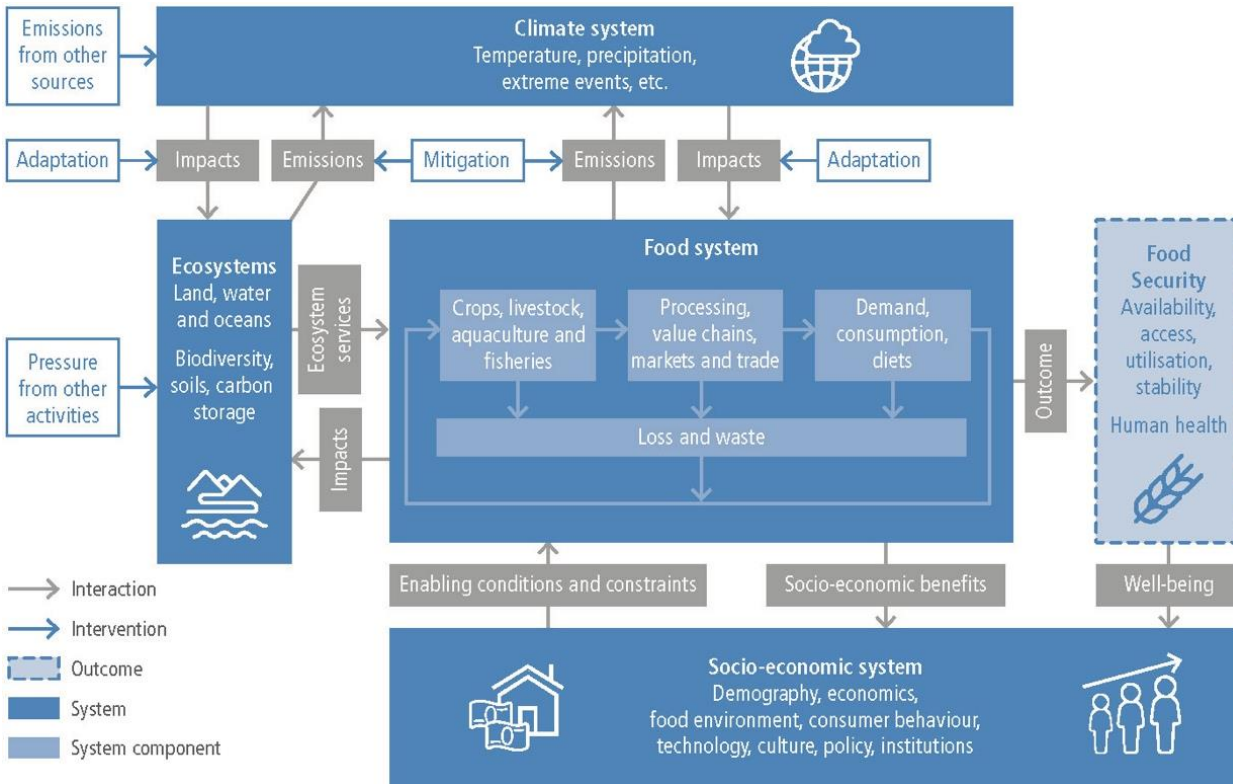 Emissions
from other
sources
Climate system
Temperature, precipitation,
extreme events, etc.
Adaptation
Impacts
Emissions
Mitigation
Emissions
Impacts
Adaptation
Pressure
from other
activities
Ecosystems
Land, water
and oceans
Biodiversity,
soils, carbon
storage
Ecosystem
services
Impacts
Food system
Crops, livestock,
aquaculture and
fisheries
Processing,
value chains,
markets and trade
Demand,
consumption,
diets
Loss and waste
Outcome
Food
Security
Availability,
access,
utilisation,
stability
Human health
Enabling conditions and constraints
Socio-economic benefits
Well-being
Interaction
Intervention
Outcome
System
System component
Socio-economic system
Demography, economics,
food environment, consumer behaviour,
technology, culture, policy, institutions